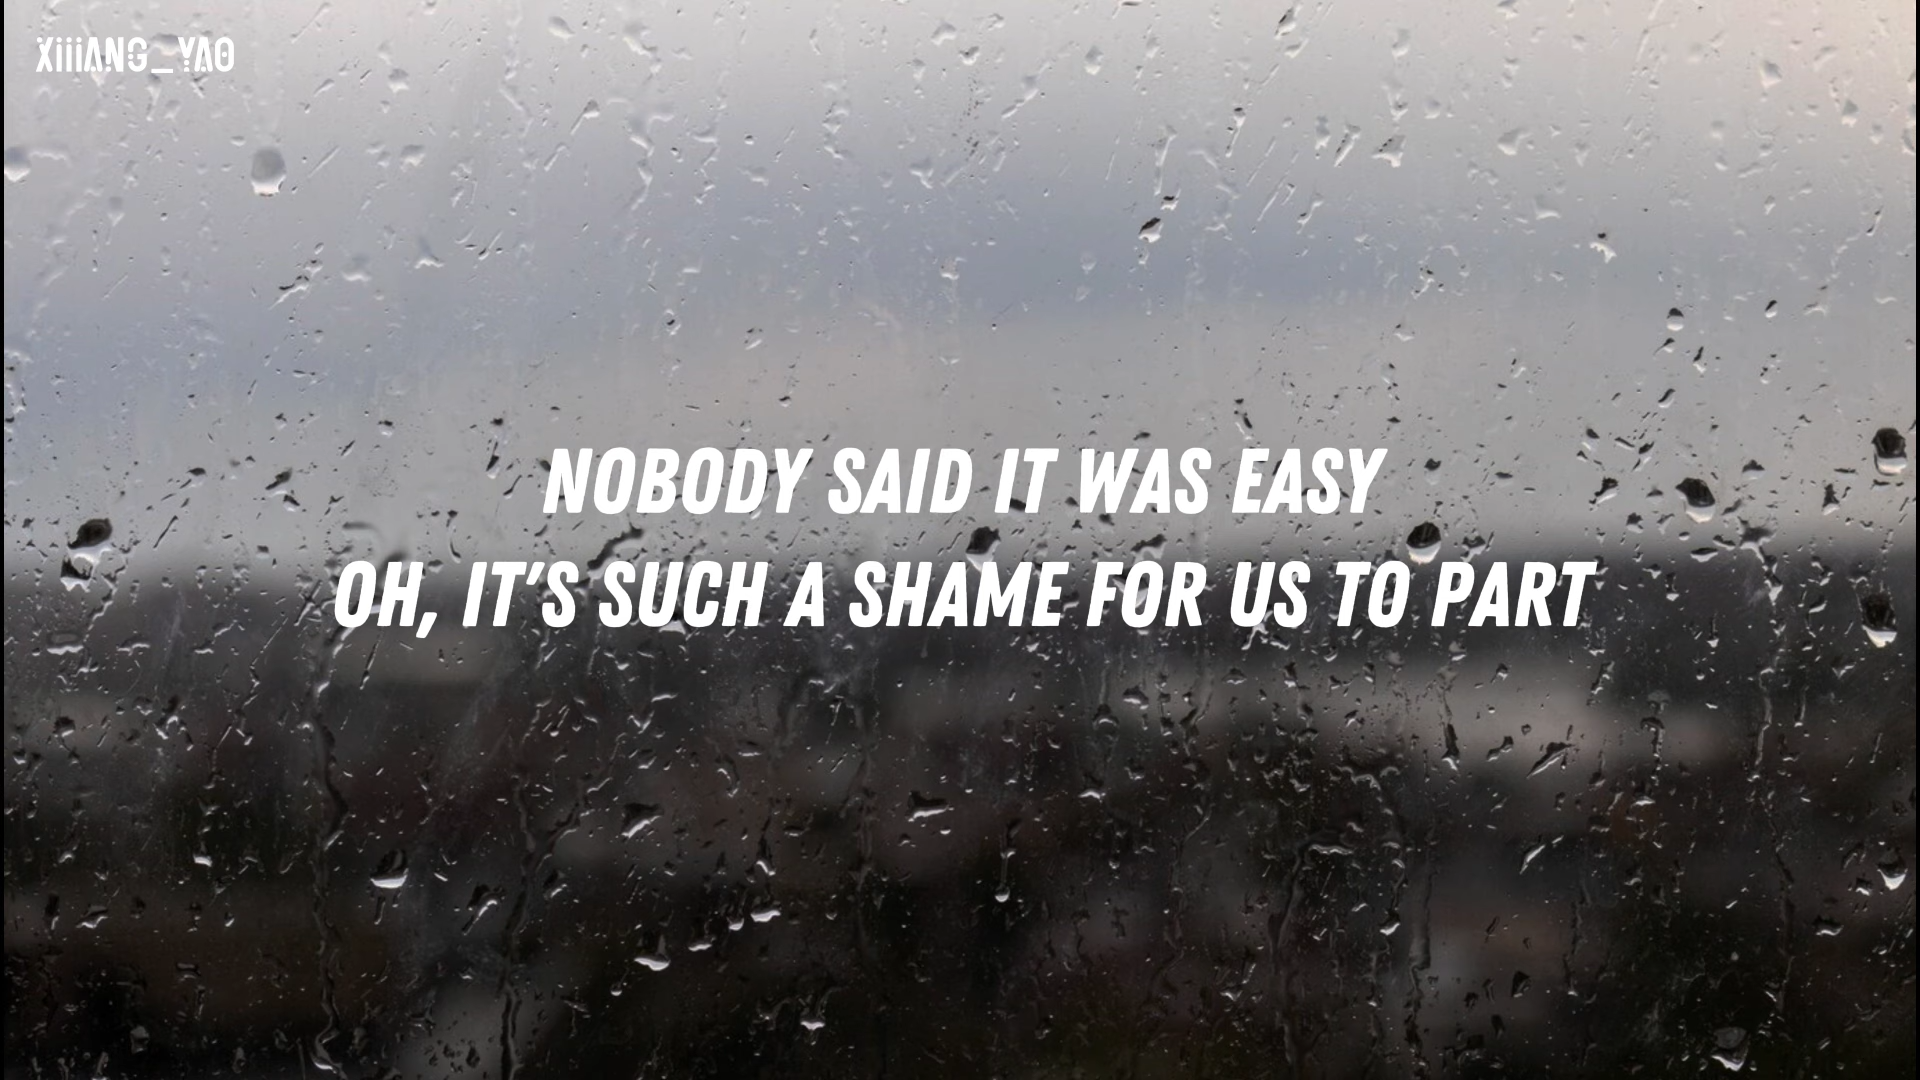 XiiiANG_YAO
NOBODY SAID IT WAS EASY
OH, IT'S SUCH A SHAME FOR US TO PART